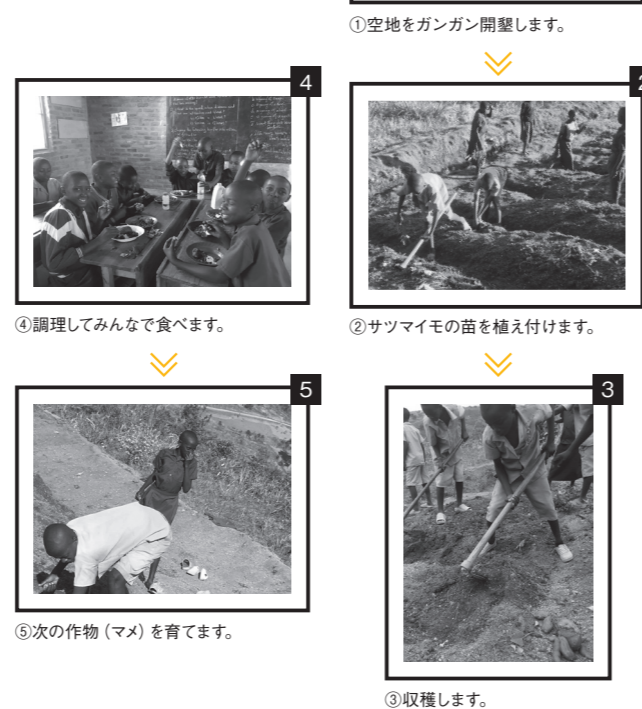 ①空地をガンガン開墾します。
2
②サツマイモの苗を植え付けます。
3
③収穫します。
4
④調理してみんなで食べます。
5
⑤次の作物（マメ）を育てます。